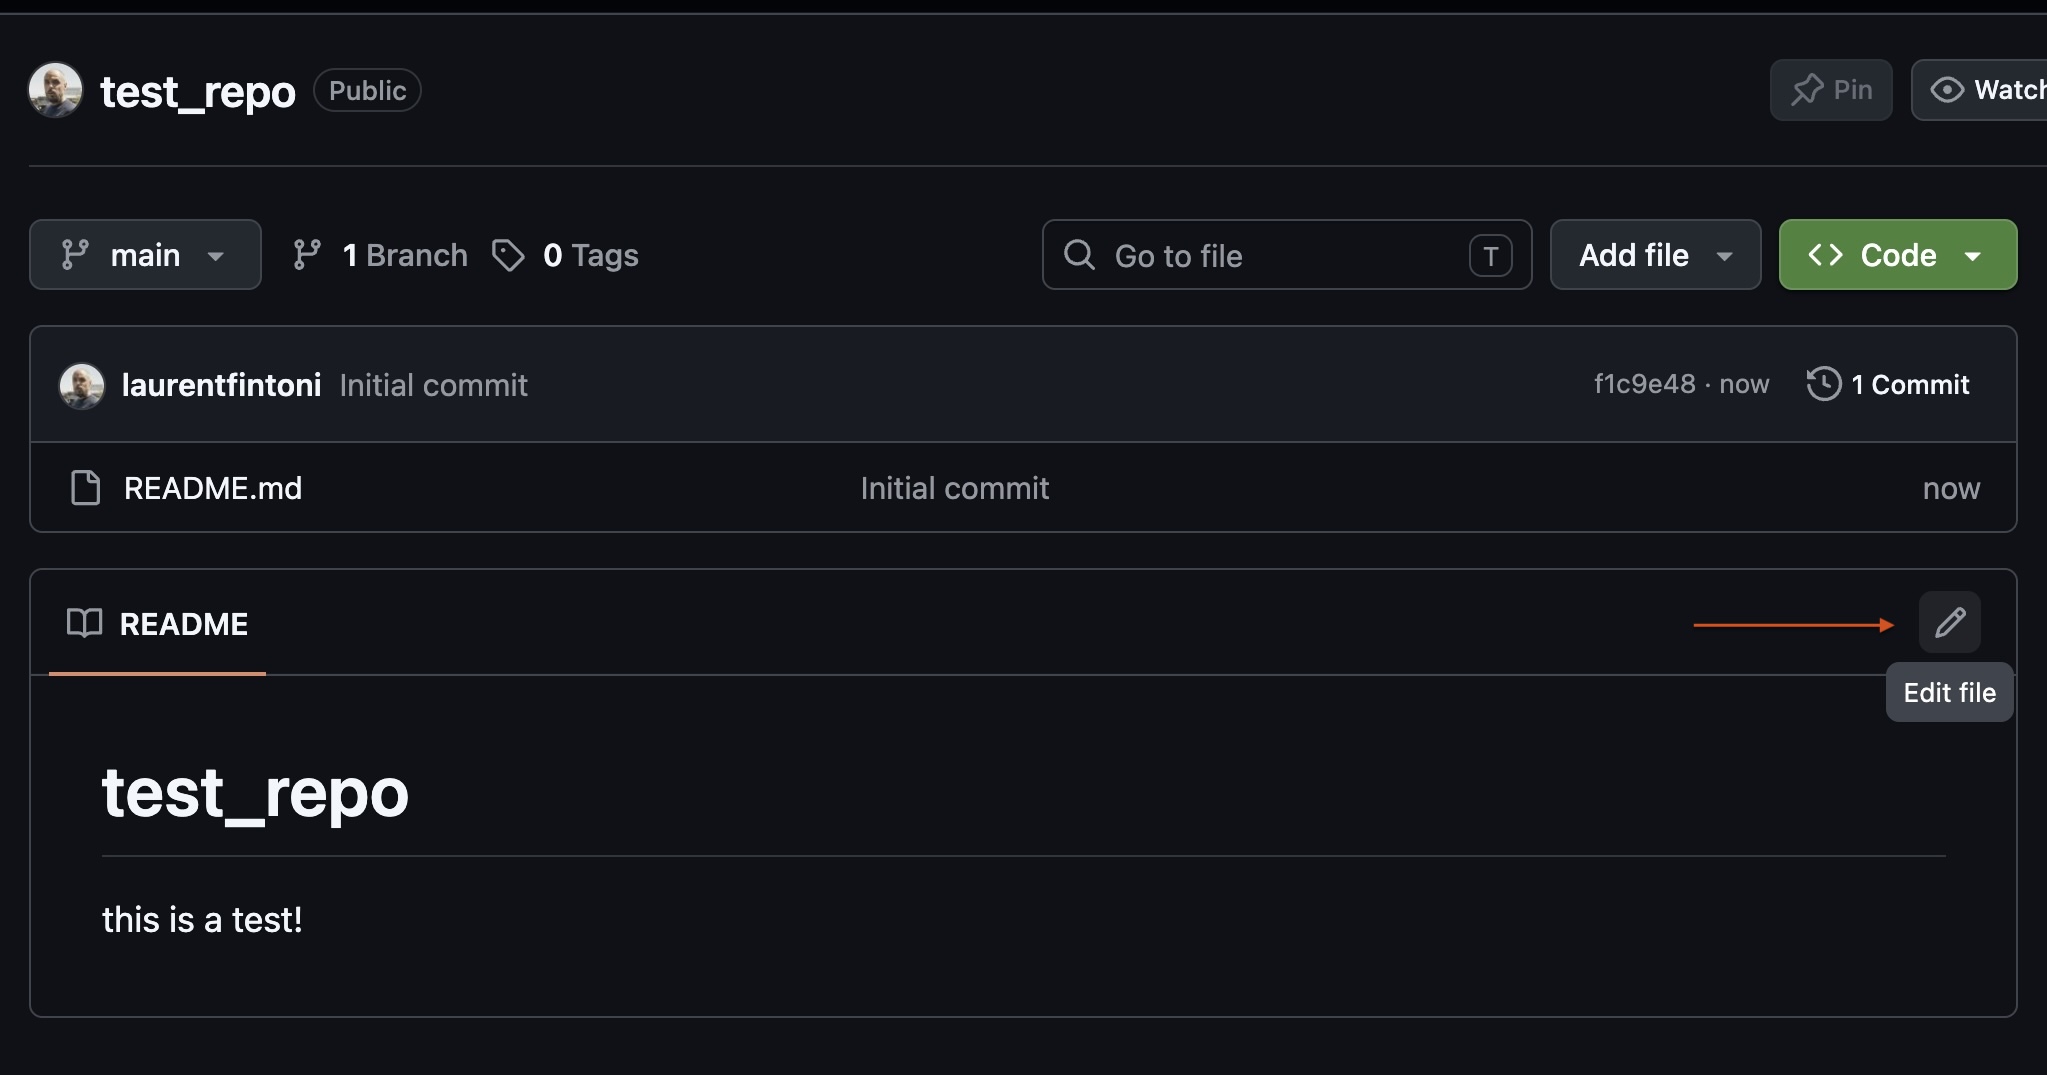 test_repo Public Pin Watch
main 1 Branch 0 Tags Go to file T Add file Code
laurentfintoni Initial commit f1c9e48 · now 1 Commit
README.md Initial commit now
README
Edit file
test_repo
this is a test!